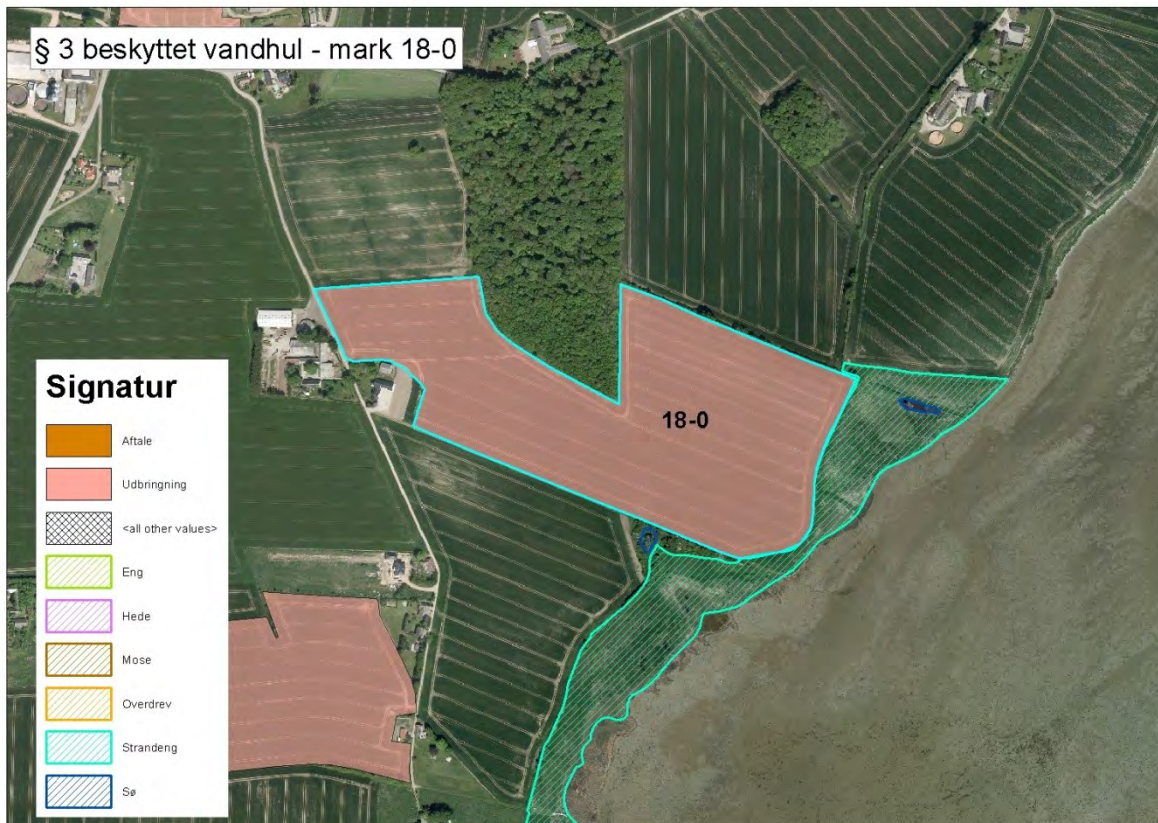 § 3 beskyttet vandhul - mark 18-0
18-0
Signatur
Aftale
Udbringning
<all other values>
Eng
Hede
Mose
Overdrev
Strandeng
Sø